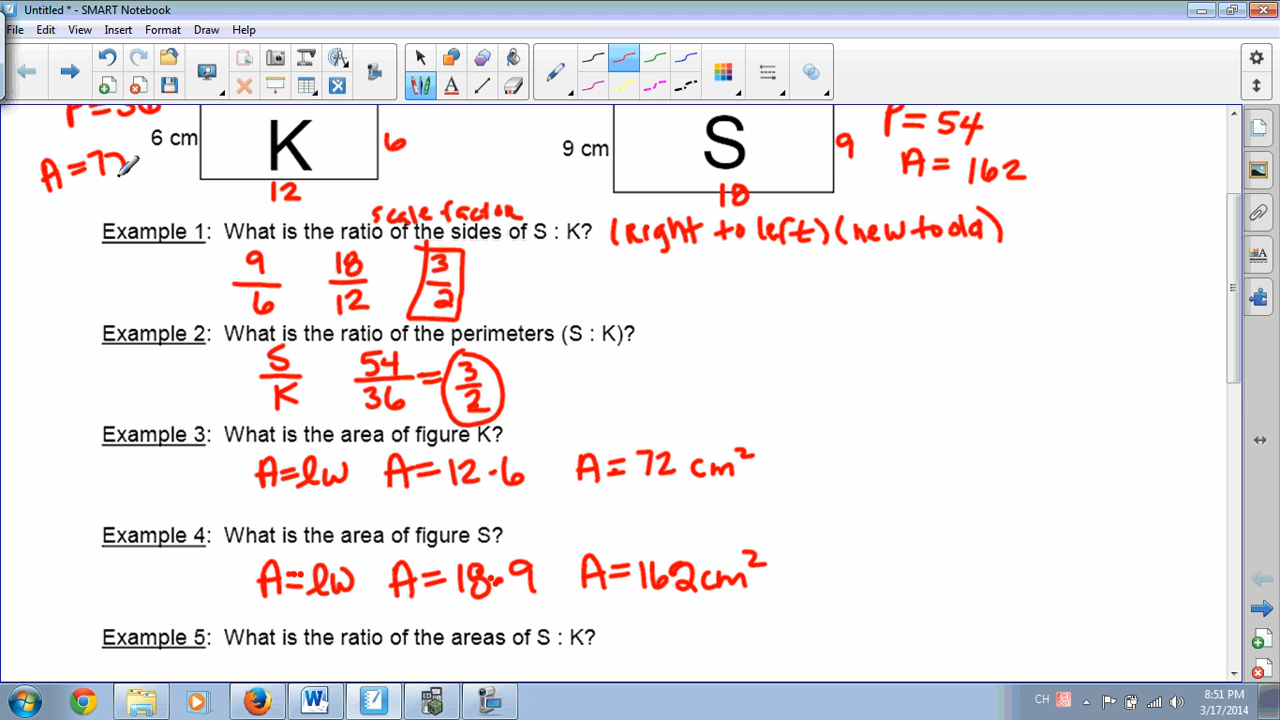 Untitled * - SMART Notebook
File Edit View Insert Format Draw Help
P=36
6 cm K 6
12
A=72
9 cm S 9
18
P= 54
A= 162
scale factor
Example 1: What is the ratio of the sides of S : K? (right to left) (new to old)
9/6 18/12 3/2
Example 2: What is the ratio of the perimeters (S : K)?
S/K 54/36 = 3/2
Example 3: What is the area of figure K?
A=lw A=12·6 A=72 cm²
Example 4: What is the area of figure S?
A=lw A=18·9 A=162cm²
Example 5: What is the ratio of the areas of S : K?
CH
8:51 PM
3/17/2014